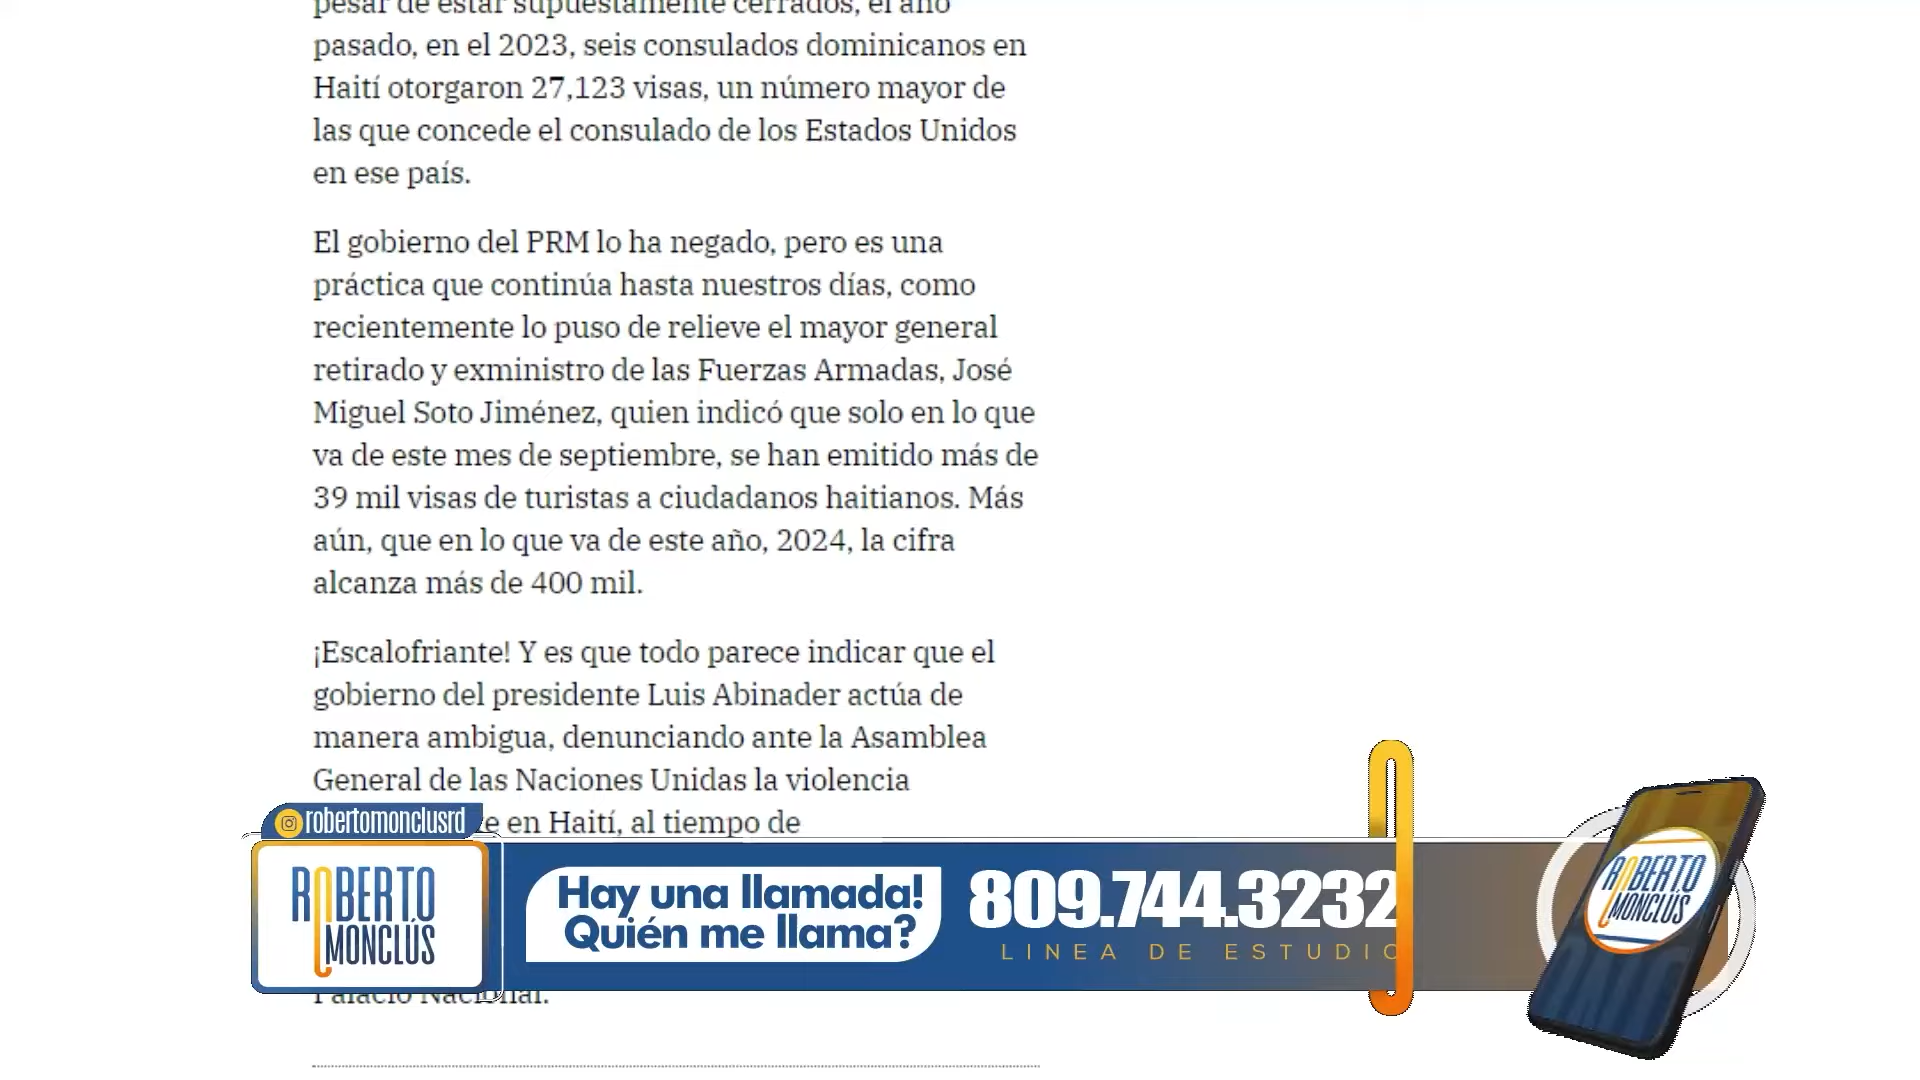 pesar de estar supuestamente cerrados, el año
pasado, en el 2023, seis consulados dominicanos en
Haití otorgaron 27,123 visas, un número mayor de
las que concede el consulado de los Estados Unidos
en ese país.
El gobierno del PRM lo ha negado, pero es una
práctica que continúa hasta nuestros días, como
recientemente lo puso de relieve el mayor general
retirado y exministro de las Fuerzas Armadas, José
Miguel Soto Jiménez, quien indicó que solo en lo que
va de este mes de septiembre, se han emitido más de
39 mil visas de turistas a ciudadanos haitianos. Más
aún, que en lo que va de este año, 2024, la cifra
alcanza más de 400 mil.
¡Escalofriante! Y es que todo parece indicar que el
gobierno del presidente Luis Abinader actúa de
manera ambigua, denunciando ante la Asamblea
General de las Naciones Unidas la violencia
en Haití, al tiempo de
robertomonclusrd
ROBERTO
MONCLÚS
Hay una llamada!
Quién me llama?
809.744.3232
LINEA DE ESTUDIO
ROBERTO
MONCLÚS
Palacio Nacional.